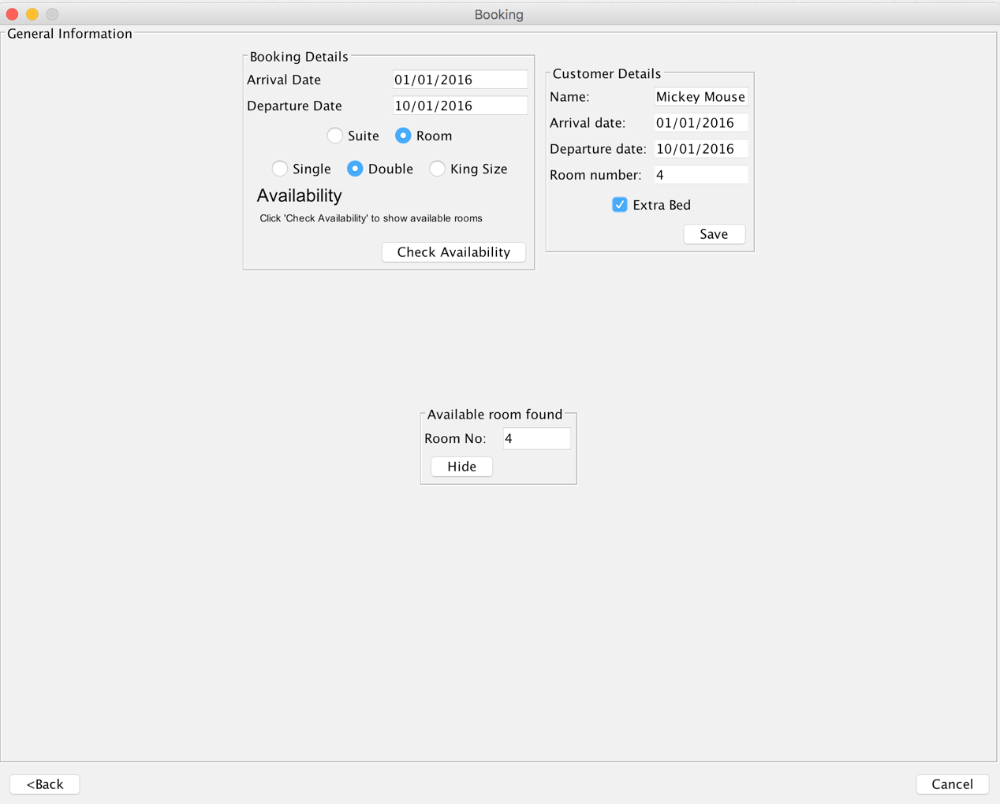 Booking
General Information
Booking Details
Arrival Date 01/01/2016
Departure Date 10/01/2016
Suite Room
Single Double King Size
Availability
Click 'Check Availability' to show available rooms
Check Availability
Customer Details
Name: Mickey Mouse
Arrival date: 01/01/2016
Departure date: 10/01/2016
Room number: 4
Extra Bed
Save
Available room found
Room No: 4
Hide
<Back
Cancel